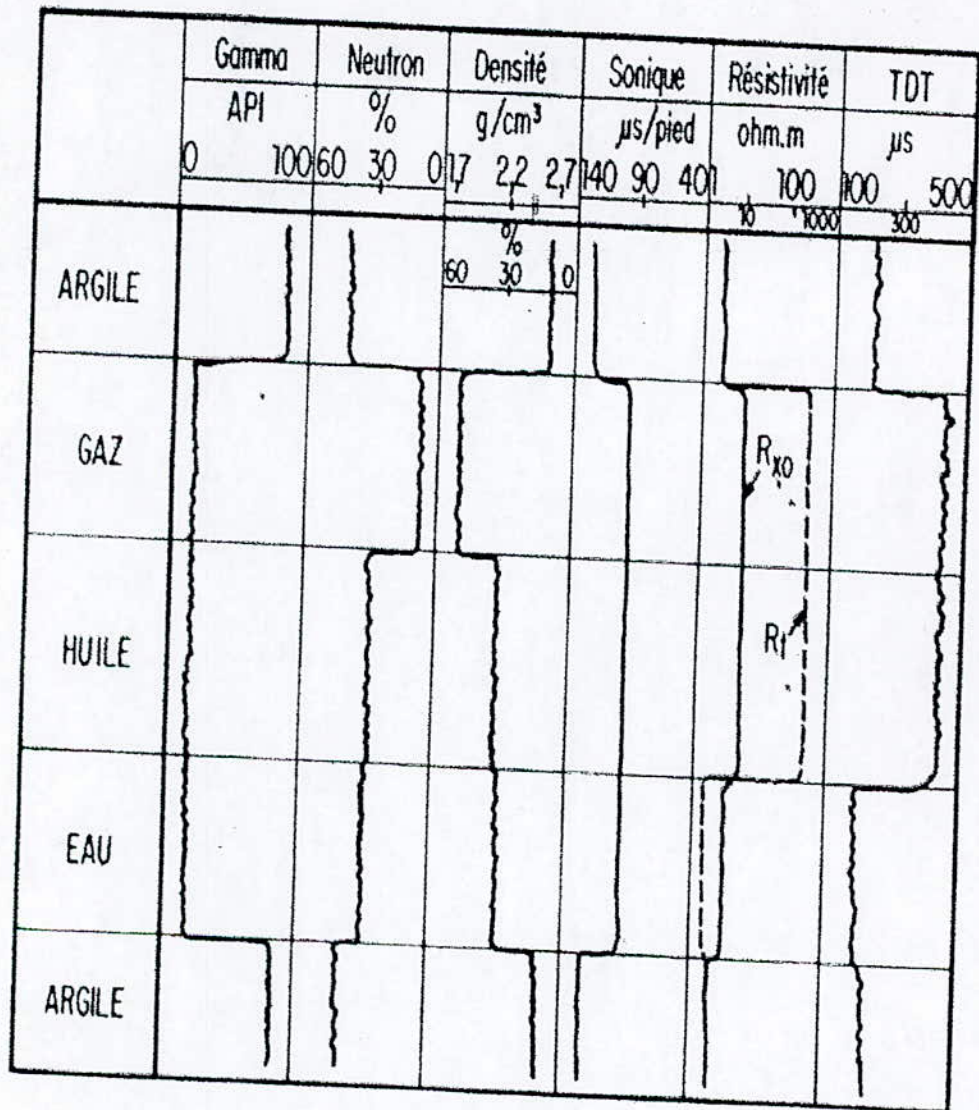 Gamma Neutron Densité Sonique Résistivité TDT
API % g/cm³ µs/pied ohm.m µs
0 100 60 30 0 1,7 2,2 2,7 140 90 40 1 100 100 500
10 1000 300
%
60 30 0
ARGILE
GAZ
Rxo
HUILE
Rt
EAU
ARGILE